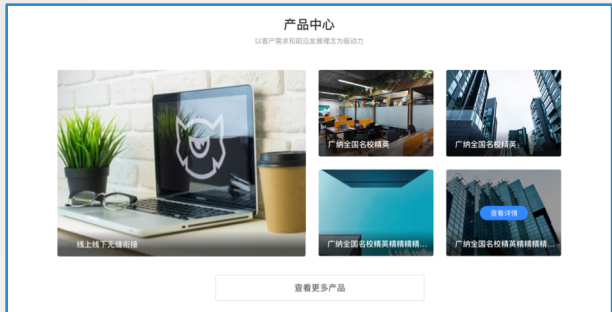 产品中心
以客户需求和前沿发展理念为驱动力
广纳全国名校精英
广纳全国名校精英
线上线下无缝衔接
广纳全国名校精英精精精精...
查看详情
广纳全国名校精英精精精精...
查看更多产品